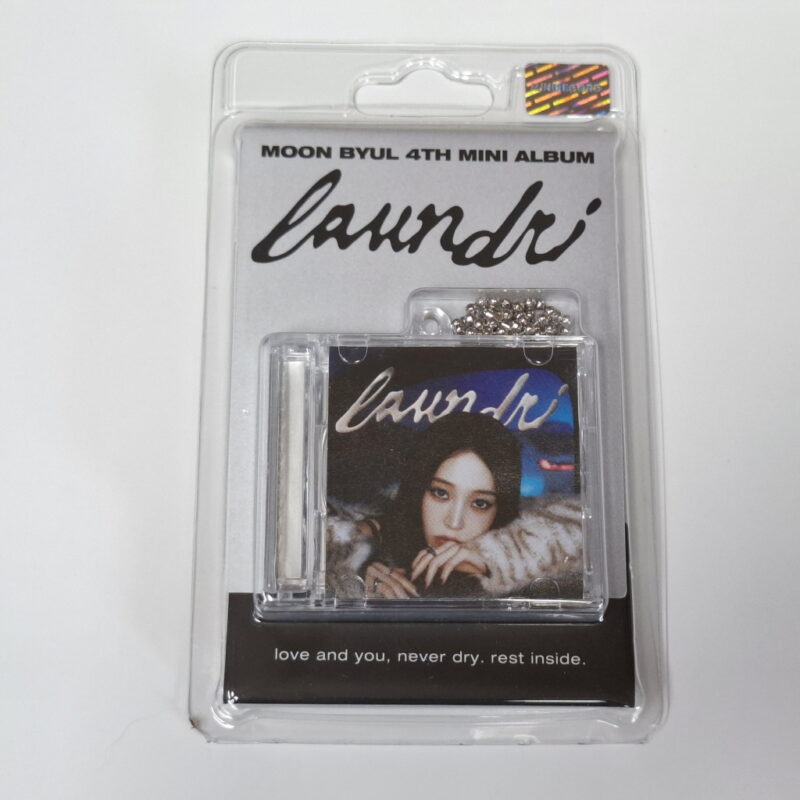 MOON BYUL 4TH MINI ALBUM
laundri
laundri
love and you, never dry. rest inside.